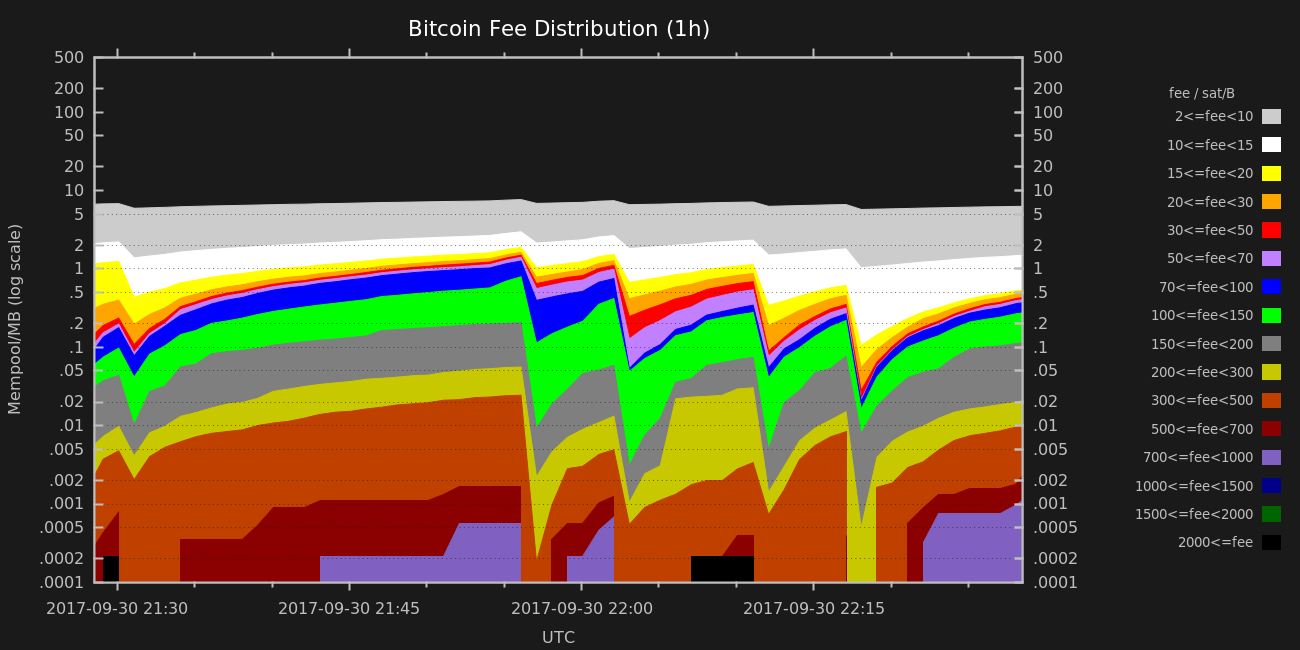 Bitcoin Fee Distribution (1h)
500 500
200 200
100 100
50 50
20 20
10 10
5 5
2 2
1 1
.5 .5
.2 .2
.1 .1
.05 .05
.02 .02
.01 .01
.005 .005
.002 .002
.001 .001
.0005 .0005
.0002 .0002
.0001 .0001
Mempool/MB (log scale)
2017-09-30 21:30 2017-09-30 21:45 2017-09-30 22:00 2017-09-30 22:15
UTC
fee / sat/B
2<=fee<10
10<=fee<15
15<=fee<20
20<=fee<30
30<=fee<50
50<=fee<70
70<=fee<100
100<=fee<150
150<=fee<200
200<=fee<300
300<=fee<500
500<=fee<700
700<=fee<1000
1000<=fee<1500
1500<=fee<2000
2000<=fee